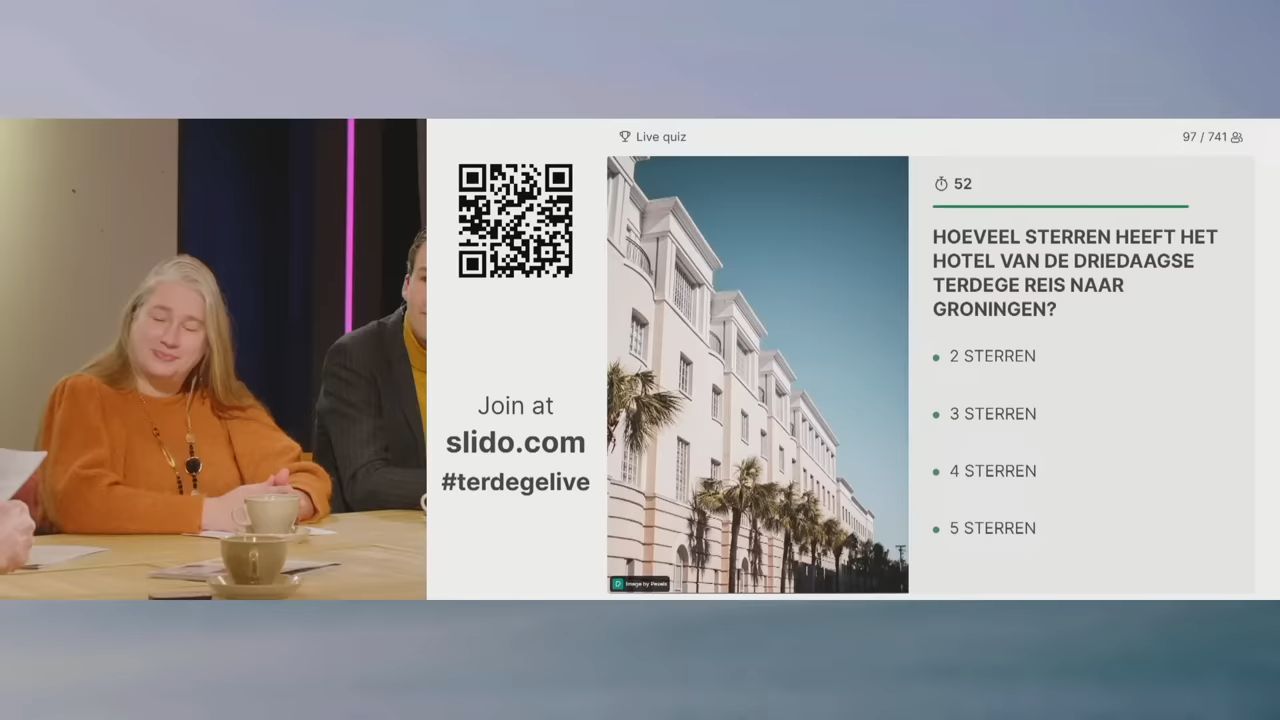 Live quiz
97 / 741
Join at
slido.com
#terdegelive
52
HOEVEEL STERREN HEEFT HET
HOTEL VAN DE DRIEDAAGSE
TERDEGE REIS NAAR
GRONINGEN?
2 STERREN
3 STERREN
4 STERREN
5 STERREN
Image by Pexels